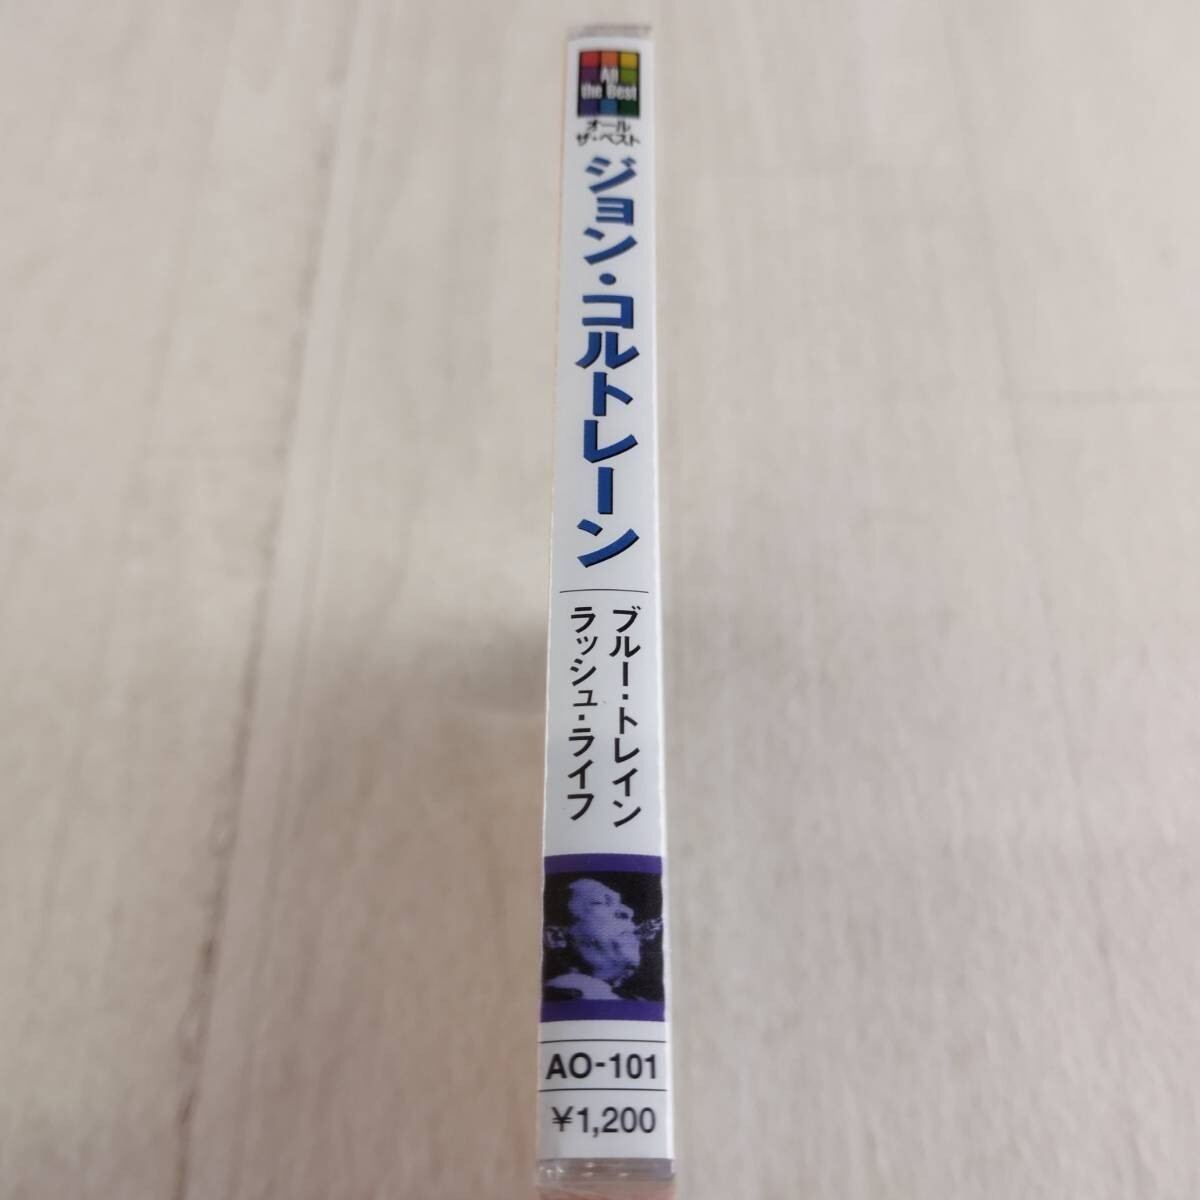 All
the Best
オール
ザ・ベスト
ジョン・コルトレーン
ブルー・トレイン
ラッシュ・ライフ
AO-101
¥1,200